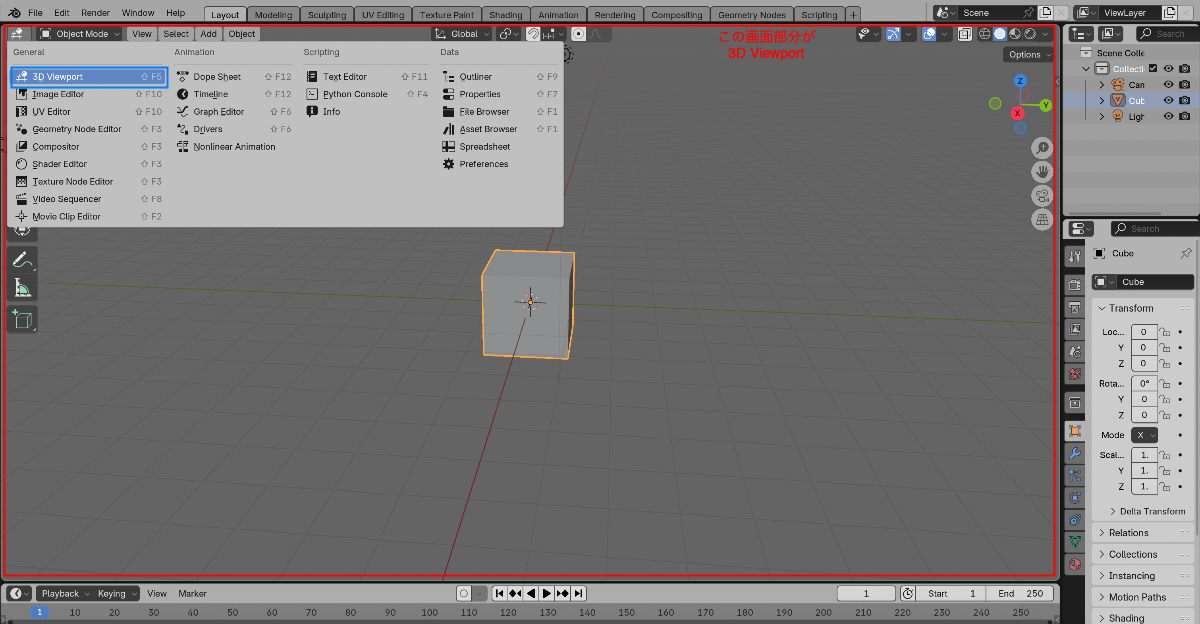 File Edit Render Window Help Layout Modeling Sculpting UV Editing Texture Paint Shading Animation Rendering Compositing Geometry Nodes Scripting + Scene ViewLayer
Object Mode View Select Add Object Global Search
この画面部分が
3D Viewport
Options
General Animation Scripting Data
3D Viewport ⇧ F5 Dope Sheet ⇧ F12 Text Editor ⇧ F11 Outliner ⇧ F9
Image Editor ⇧ F10 Timeline ⇧ F12 Python Console ⇧ F4 Properties ⇧ F7
UV Editor ⇧ F10 Graph Editor ⇧ F6 Info File Browser ⇧ F1
Geometry Node Editor ⇧ F3 Drivers ⇧ F6 Asset Browser ⇧ F1
Compositor ⇧ F3 Nonlinear Animation Spreadsheet
Shader Editor ⇧ F3 Preferences
Texture Node Editor ⇧ F3
Video Sequencer ⇧ F8
Movie Clip Editor ⇧ F2
Z
Y
X
Scene Colle
Collecti
Can
Cub
Ligh
Search
Cube
Cube
Transform
Loc... 0
Y 0
Z 0
Rota... 0°
Y 0
Z 0
Mode X
Scal... 1.
Y 1.
Z 1.
Delta Transform
Relations
Collections
Instancing
Motion Paths
Shading
Playback Keying View Marker 1 Start 1 End 250
1 10 20 30 40 50 60 70 80 90 100 110 120 130 140 150 160 170 180 190 200 210 220 230 240 250